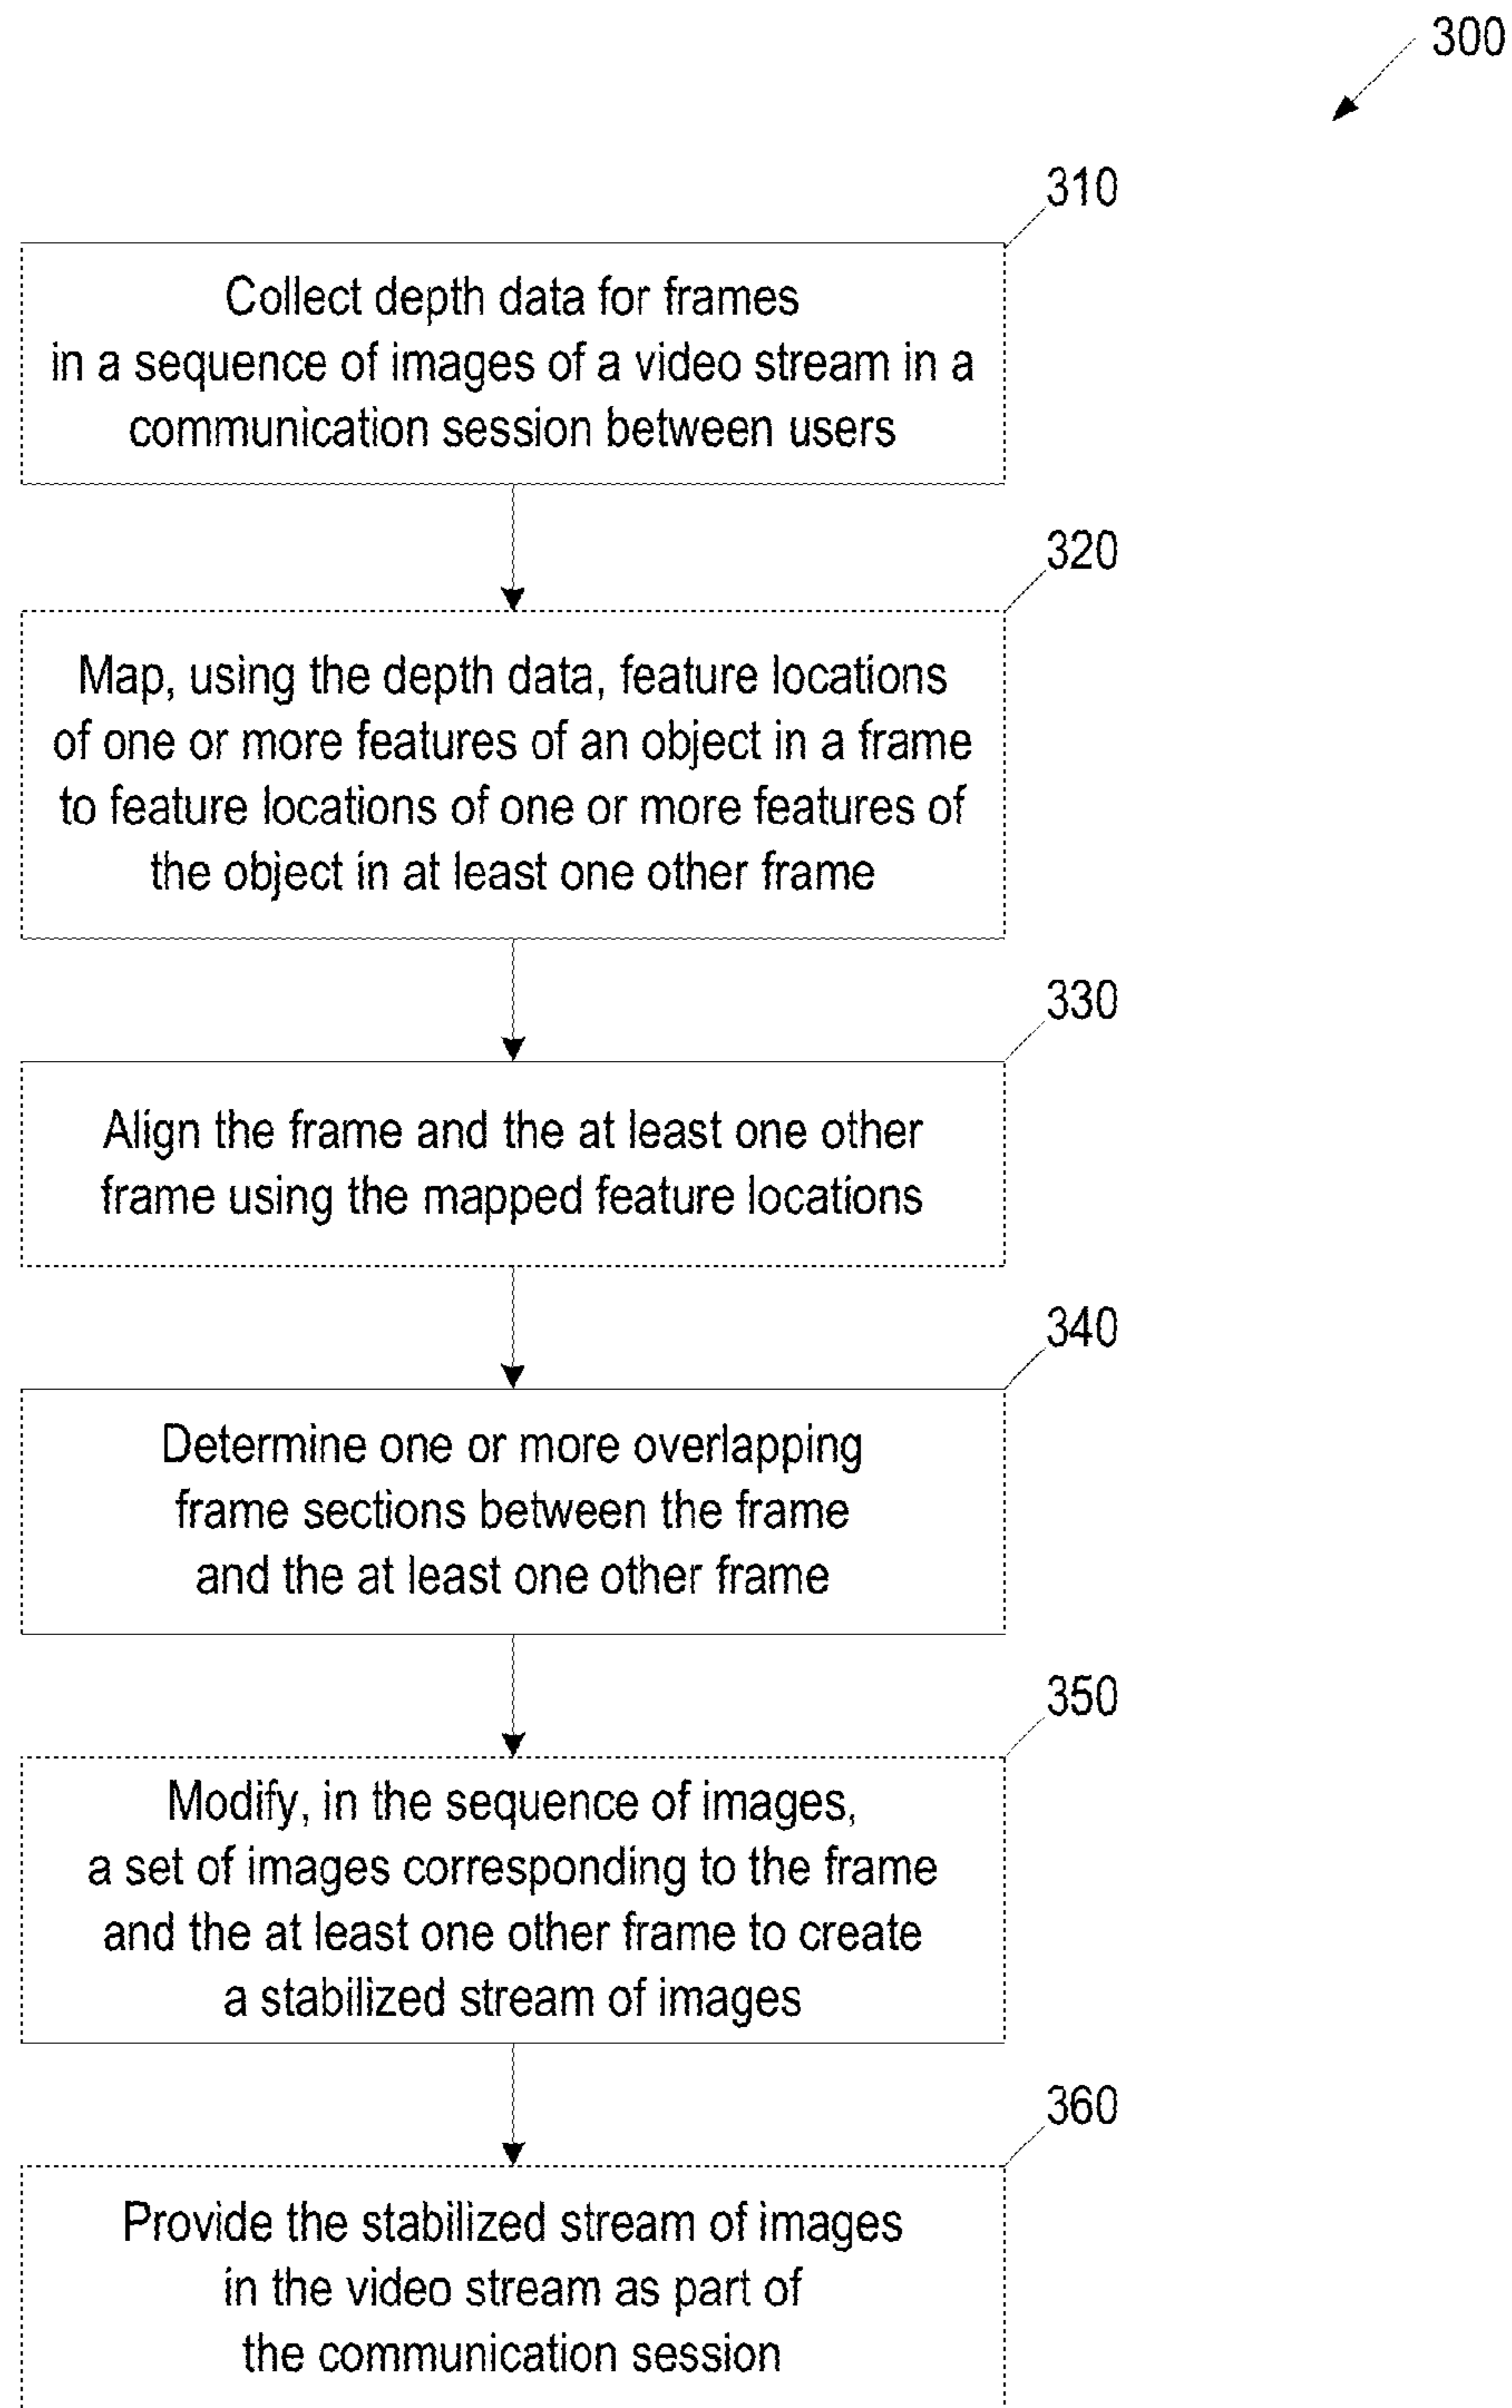 300
310
Collect depth data for frames
in a sequence of images of a video stream in a
communication session between users
320
Map, using the depth data, feature locations
of one or more features of an object in a frame
to feature locations of one or more features of
the object in at least one other frame
330
Align the frame and the at least one other
frame using the mapped feature locations
340
Determine one or more overlapping
frame sections between the frame
and the at least one other frame
350
Modify, in the sequence of images,
a set of images corresponding to the frame
and the at least one other frame to create
a stabilized stream of images
360
Provide the stabilized stream of images
in the video stream as part of
the communication session